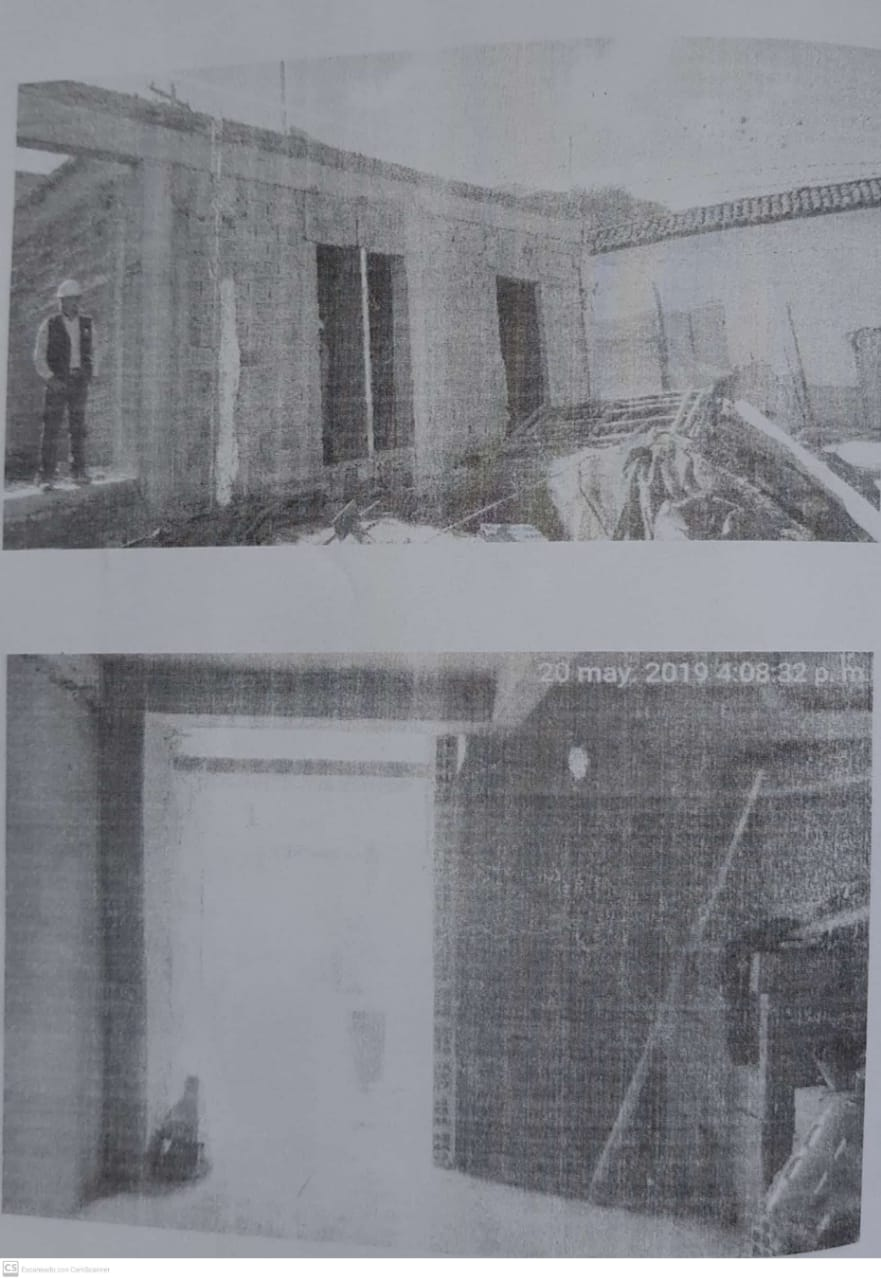 20 may. 2019 4:08:32 p. m.
CS Escaneado con CamScanner